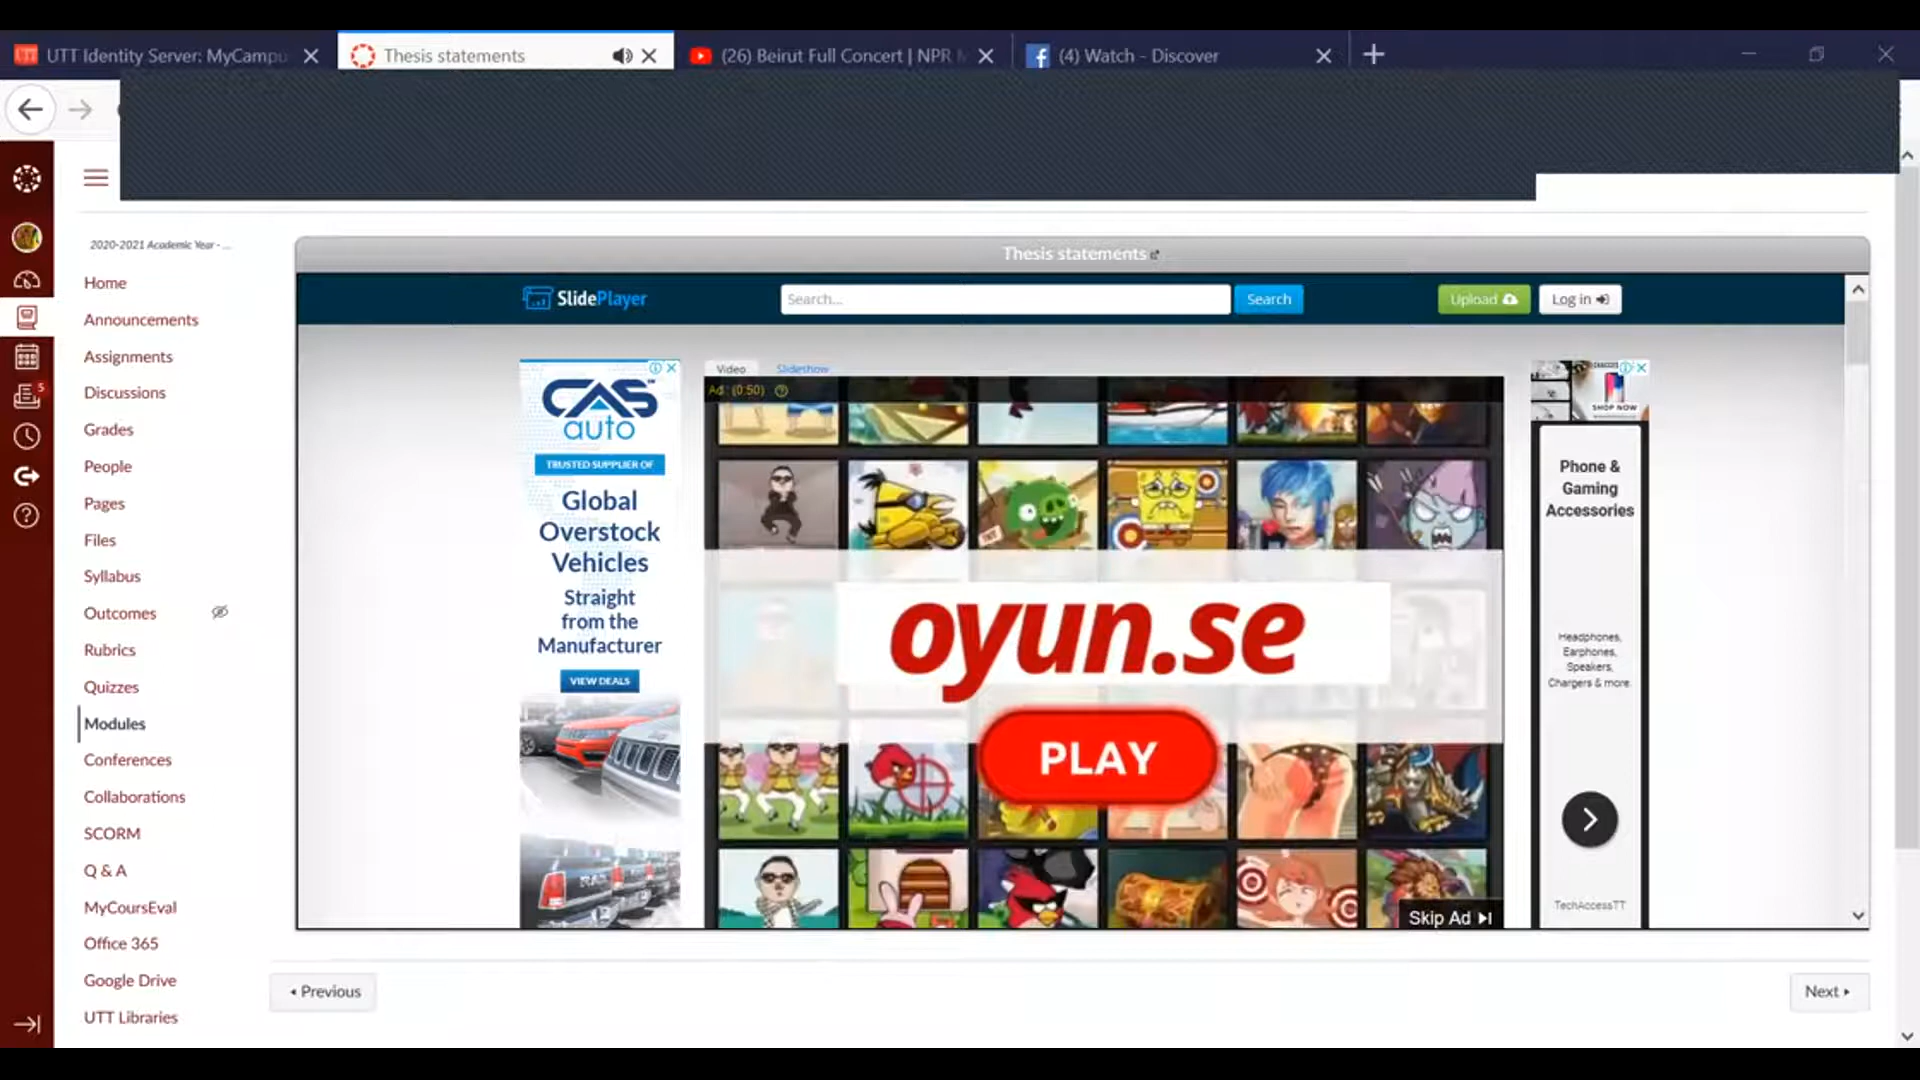 UTT Identity Server: MyCampu
Thesis statements
(26) Beirut Full Concert | NPR
(4) Watch - Discover
2020-2021 Academic Year - ...
Home
Announcements
Assignments
Discussions
Grades
People
Pages
Files
Syllabus
Outcomes
Rubrics
Quizzes
Modules
Conferences
Collaborations
SCORM
Q & A
MyCoursEval
Office 365
Google Drive
UTT Libraries
5
Thesis statements
SlidePlayer
Search...
Search
Upload
Log in
CAS
auto
TRUSTED SUPPLIER OF
Global
Overstock
Vehicles
Straight
from the
Manufacturer
VIEW DEALS
Video
Slideshow
Ad: (0:50)
oyun.se
PLAY
Skip Ad
SHOP NOW
Phone &
Gaming
Accessories
Headphones,
Earphones,
Speakers,
Chargers & more.
TechAccessTT
Previous
Next